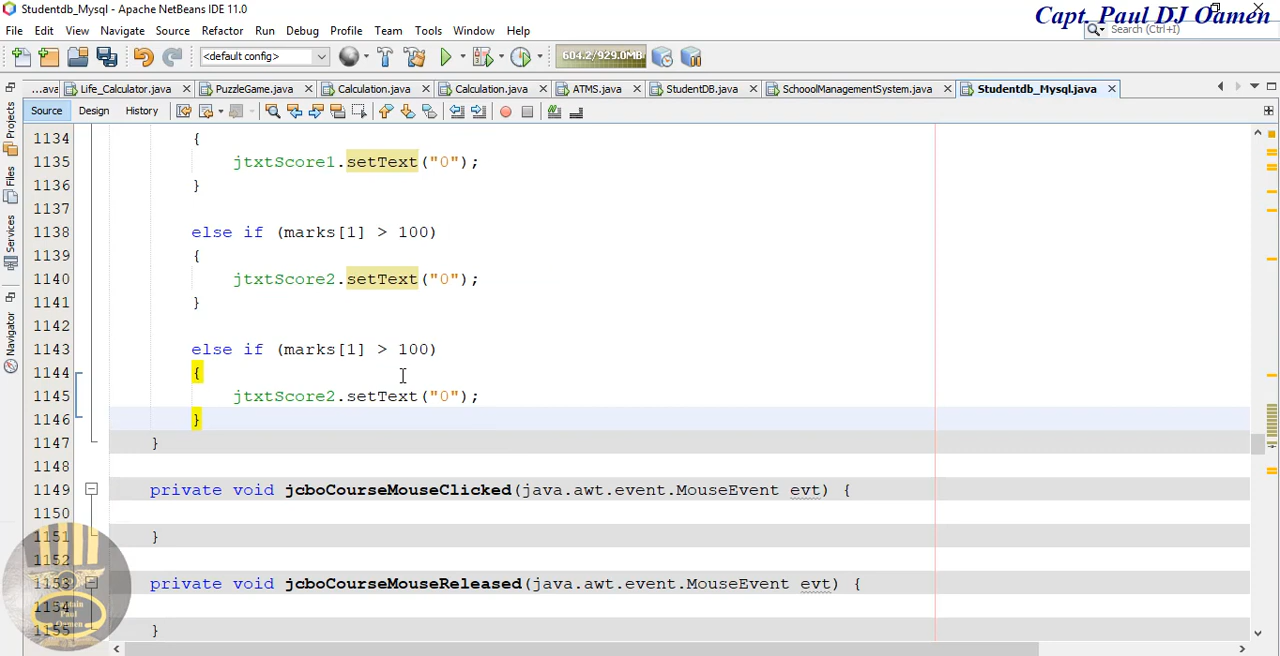 Studentdb_Mysql - Apache NetBeans IDE 11.0
Capt. Paul DJ Oamen
File Edit View Navigate Source Refactor Run Debug Profile Team Tools Window Help
Search (Ctrl+I)
<default config>
604.2/929.0MB
...ava Life_Calculator.java PuzzleGame.java Calculation.java Calculation.java ATMS.java StudentDB.java SchooolManagementSystem.java Studentdb_Mysql.java
Source Design History
Projects
Files
Services
Navigator
1134 {
1135 jtxtScore1.setText("0");
1136 }
1137
1138 else if (marks[1] > 100)
1139 {
1140 jtxtScore2.setText("0");
1141 }
1142
1143 else if (marks[1] > 100)
1144 {
1145 jtxtScore2.setText("0");
1146 }
1147 }
1148
1149 private void jcboCourseMouseClicked(java.awt.event.MouseEvent evt) {
1150
1151 }
1152
1153 private void jcboCourseMouseReleased(java.awt.event.MouseEvent evt) {
1154
1155 }
Captain
Paul
Oamen